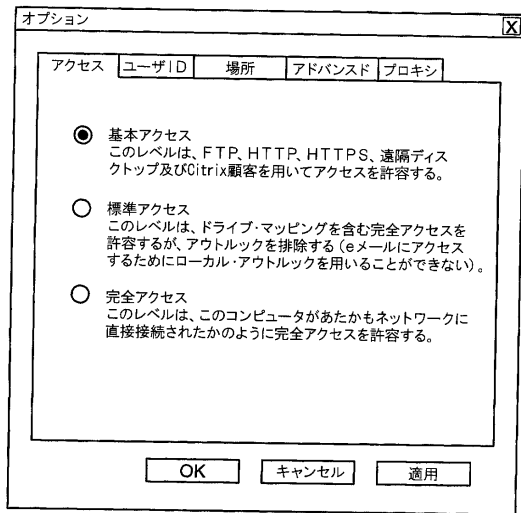 オプション
X
アクセス ユーザID 場所 アドバンスド プロキシ
基本アクセス
このレベルは、FTP、HTTP、HTTPS、遠隔ディス
クトップ及びCitrix顧客を用いてアクセスを許容する。
標準アクセス
このレベルは、ドライブ・マッピングを含む完全アクセスを
許容するが、アウトルックを排除する(eメールにアクセス
するためにローカル・アウトルックを用いることができない)。
完全アクセス
このレベルは、このコンピュータがあたかもネットワークに
直接接続されたかのように完全アクセスを許容する。
OK キャンセル 適用